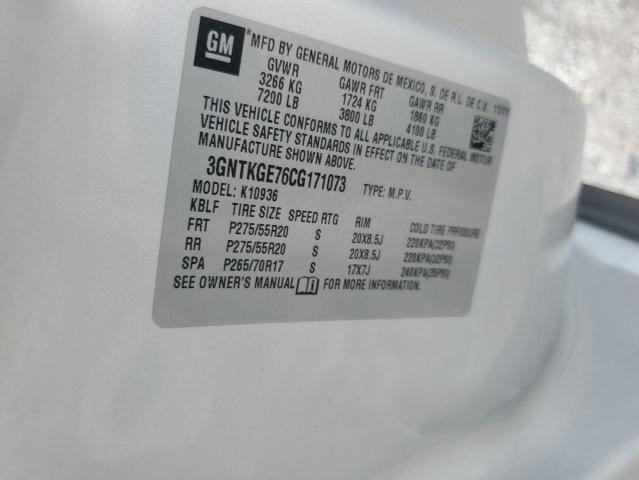 GM
*MFD BY GENERAL MOTORS DE MEXICO, S. DE R.L. DE C.V. 11/11
GVWR GAWR FRT GAWR RR
3266 KG 1724 KG 1860 KG
7200 LB 3800 LB 4100 LB
THIS VEHICLE CONFORMS TO ALL APPLICABLE U.S. FEDERAL MOTOR
VEHICLE SAFETY STANDARDS IN EFFECT ON THE DATE OF
MANUFACTURE SHOWN ABOVE.
3GNTKGE76CG171073 TYPE: M.P.V.
MODEL: K10936
KBLF TIRE SIZE SPEED RTG RIM COLD TIRE PRESSURE
FRT P275/55R20 S 20X8.5J 220KPA(32PSI)
RR P275/55R20 S 20X8.5J 220KPA(32PSI)
SPA P265/70R17 S 17X7J 240KPA(35PSI)
SEE OWNER'S MANUAL FOR MORE INFORMATION.